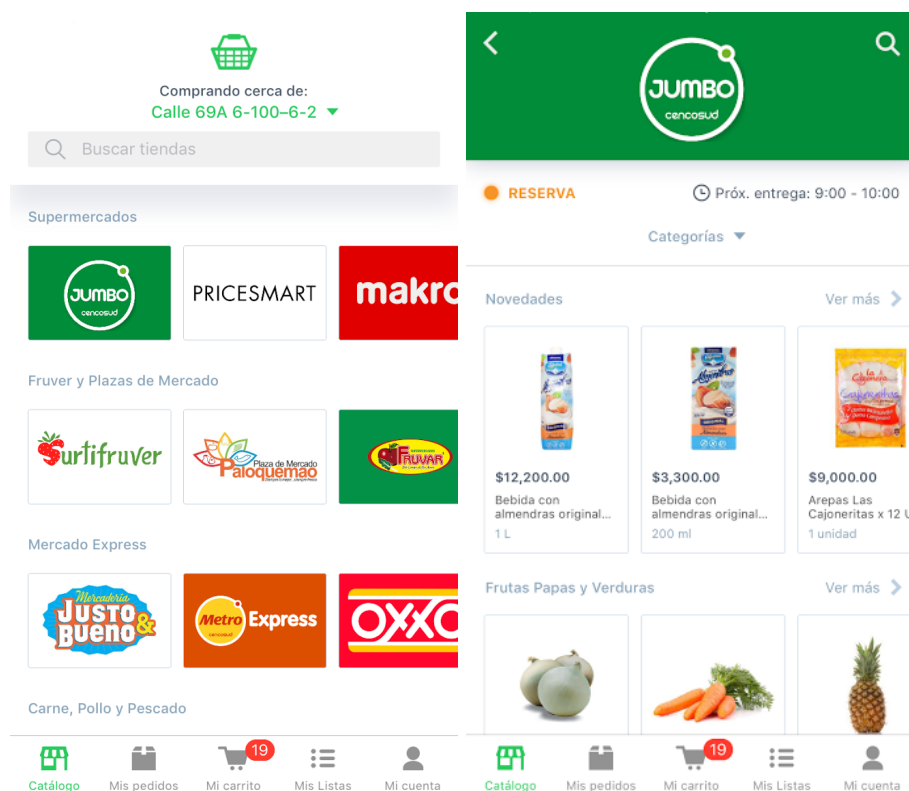 Comprando cerca de:
Calle 69A 6-100–6-2
Buscar tiendas
Supermercados
JUMBO
cencosud
PRICESMART
makro
Fruver y Plazas de Mercado
Surtifruver
Plaza de Mercado
Paloquemao
FRUVAR
Mercado Express
Mercadería
JUSTO &
BUENO
Metro
cencosud
Express
OXXO
Carne, Pollo y Pescado
19
Catálogo
Mis pedidos
Mi carrito
Mis Listas
Mi cuenta
JUMBO
cencosud
RESERVA
Próx. entrega: 9:00 - 10:00
Categorías
Novedades
Ver más
la
Cajonera
Cajoneritas
$12,200.00
Bebida con
almendras original...
1 L
$3,300.00
Bebida con
almendras original...
200 ml
$9,000.00
Arepas Las
Cajoneritas x 12 U
1 unidad
Frutas Papas y Verduras
Ver más
19
Catálogo
Mis pedidos
Mi carrito
Mis Listas
Mi cuenta